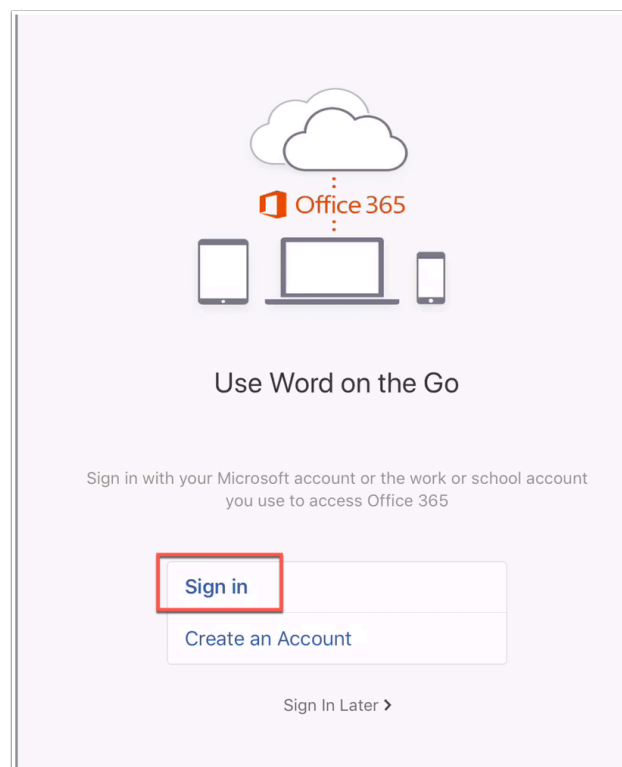 Office 365
Use Word on the Go
Sign in with your Microsoft account or the work or school account
you use to access Office 365
Sign in
Create an Account
Sign In Later